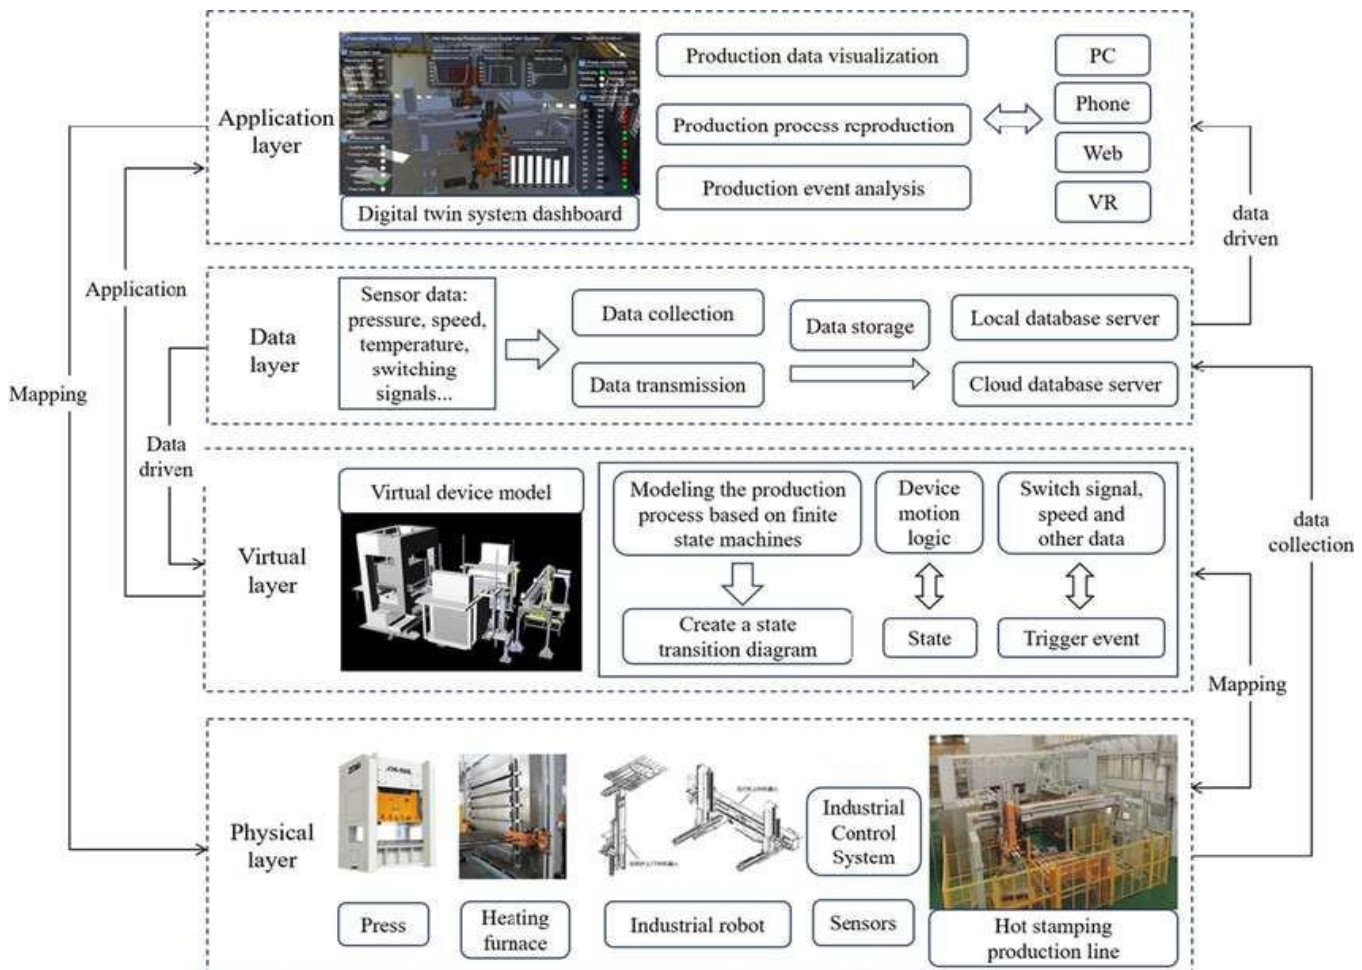 Production data visualization
PC
Phone
Application
layer
Production process reproduction
Web
Production event analysis
VR
Digital twin system dashboard
data
driven
Application
Sensor data:
pressure, speed,
temperature,
switching
signals...
Data collection
Data storage
Local database server
Data
layer
Data transmission
Cloud database server
Mapping
Data
driven
Virtual device model
Modeling the production
process based on finite
state machines
Device
motion
logic
Switch signal,
speed and
other data
data
collection
Virtual
layer
Create a state
transition diagram
State
Trigger event
Mapping
Physical
layer
Industrial
Control
System
Press
Heating
furnace
Industrial robot
Sensors
Hot stamping
production line